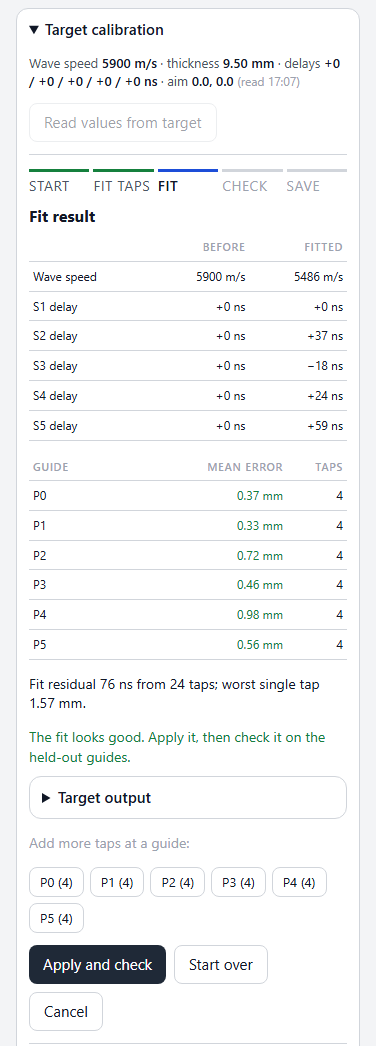 ▼ Target calibration
Wave speed 5900 m/s · thickness 9.50 mm · delays +0
/ +0 / +0 / +0 / +0 ns · aim 0.0, 0.0 (read 17:07)
Read values from target
START FIT TAPS FIT CHECK SAVE
Fit result
BEFORE FITTED
Wave speed 5900 m/s 5486 m/s
S1 delay +0 ns +0 ns
S2 delay +0 ns +37 ns
S3 delay +0 ns −18 ns
S4 delay +0 ns +24 ns
S5 delay +0 ns +59 ns
GUIDE MEAN ERROR TAPS
P0 0.37 mm 4
P1 0.33 mm 4
P2 0.72 mm 4
P3 0.46 mm 4
P4 0.98 mm 4
P5 0.56 mm 4
Fit residual 76 ns from 24 taps; worst single tap
1.57 mm.
The fit looks good. Apply it, then check it on the
held-out guides.
▶ Target output
Add more taps at a guide:
P0 (4) P1 (4) P2 (4) P3 (4) P4 (4)
P5 (4)
Apply and check Start over
Cancel